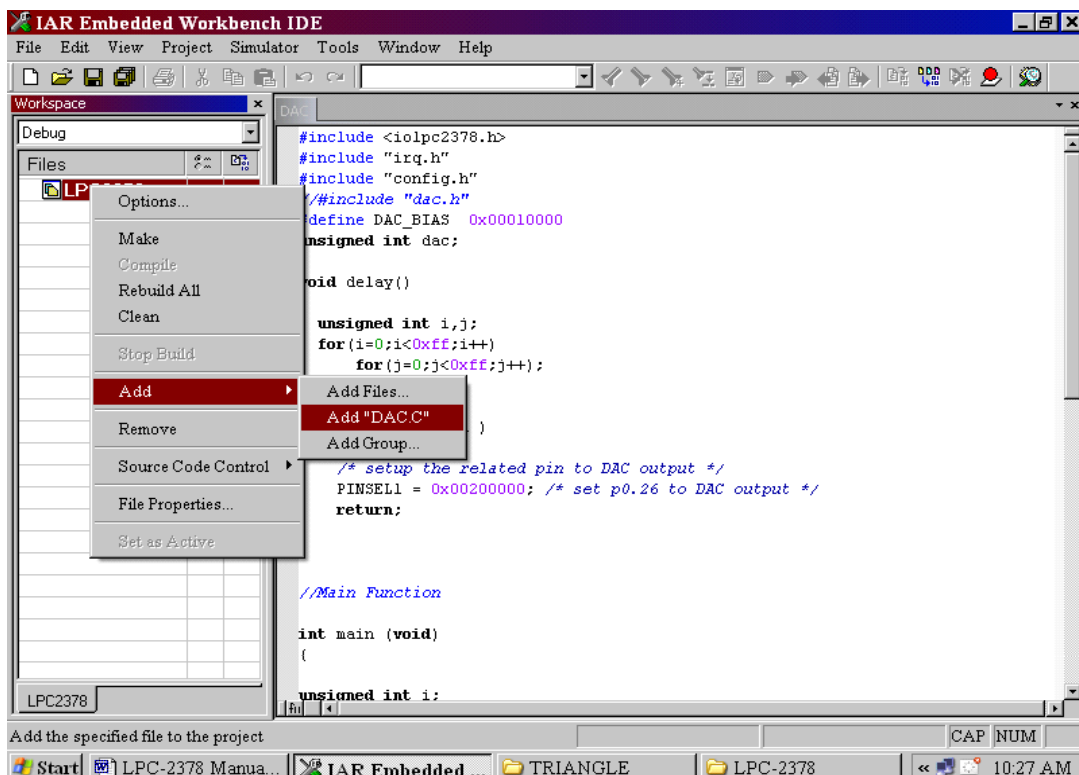 IAR Embedded Workbench IDE
File Edit View Project Simulator Tools Window Help
Workspace
Debug
Files
Options...
Make
Compile
Rebuild All
Clean
Stop Build
Add
Remove
Source Code Control
File Properties...
Set as Active
Add Files...
Add "DAC.C"
Add Group...
LPC2378
DAC
#include <iolpc2378.h>
#include "irq.h"
#include "config.h"
/#include "dac.h"
define DAC_BIAS 0x00010000
nsigned int dac;
oid delay()
unsigned int i,j;
for(i=0;i<0xff;i++)
for(j=0;j<0xff;j++);
)
/* setup the related pin to DAC output */
PINSEL1 = 0x00200000; /* set p0.26 to DAC output */
return;
//Main Function
int main (void)
{
unsigned int i;
Add the specified file to the project
CAP NUM
Start LPC-2378 Manua... IAR Embedded ... TRIANGLE LPC-2378 « 10:27 AM